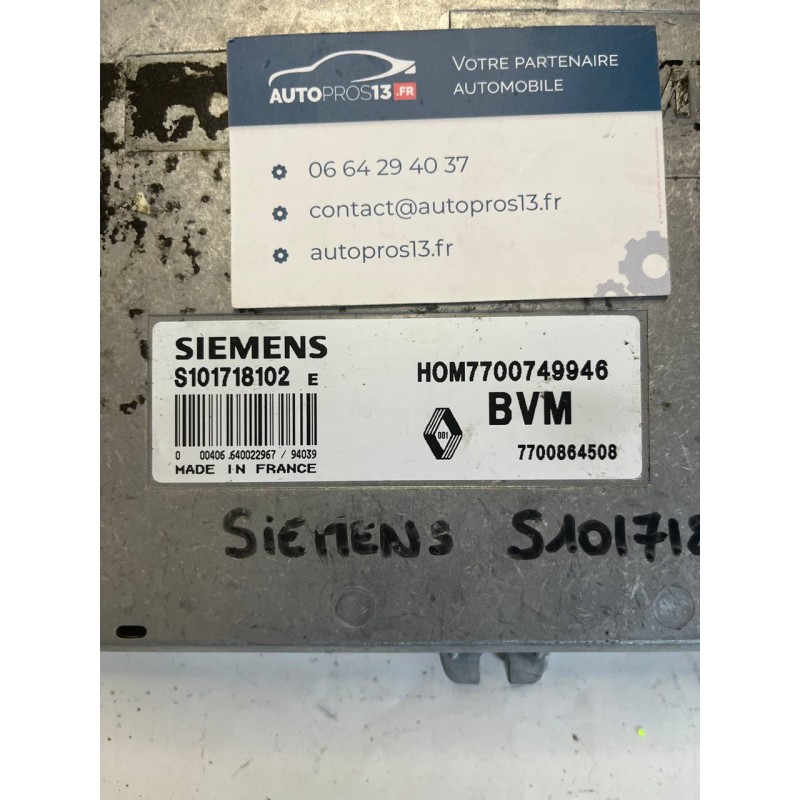 AUTOPROS13.FR
VOTRE PARTENAIRE
AUTOMOBILE
06 64 29 40 37
contact@autopros13.fr
autopros13.fr
SIEMENS
S101718102 E
HOM7700749946
BVM
001
0 00406 .640022967 / 94039
7700864508
MADE IN FRANCE
SIEMENS S101718